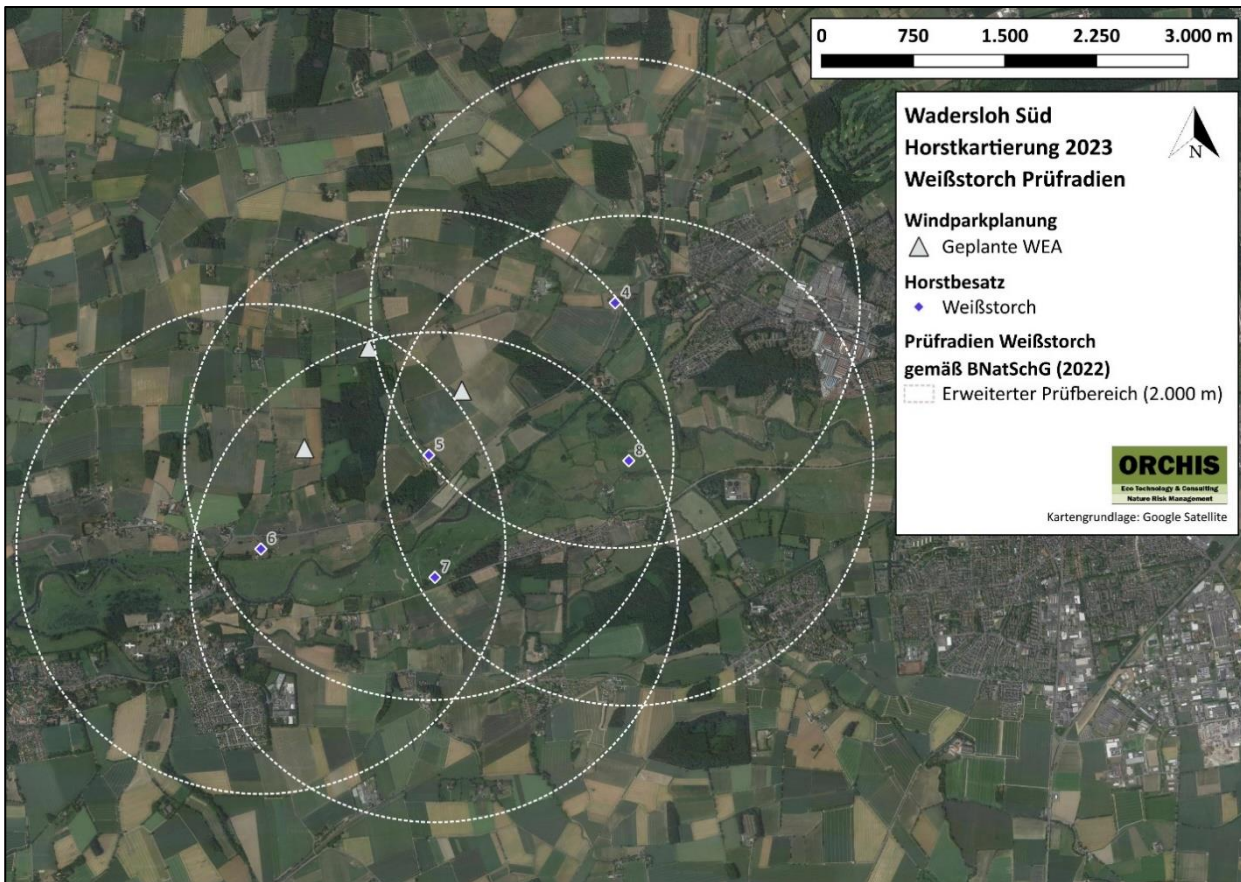 0 750 1.500 2.250 3.000 m
Wadersloh Süd
Horstkartierung 2023
Weißstorch Prüfradien
N
Windparkplanung
Geplante WEA
Horstbesatz
Weißstorch
Prüfradien Weißstorch
gemäß BNatSchG (2022)
Erweiterter Prüfbereich (2.000 m)
ORCHIS
Eco Technology & Consulting
Nature Risk Management
Kartengrundlage: Google Satellite
4
5
8
6
7